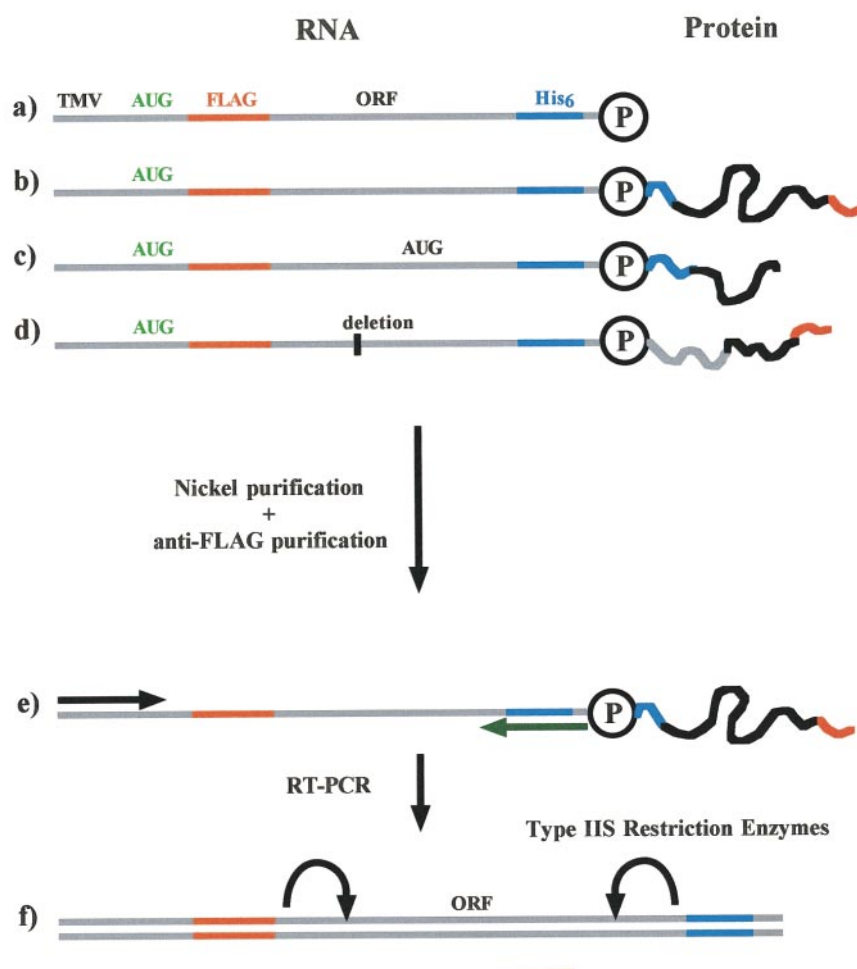 RNA Protein
a) TMV AUG FLAG ORF His6 P
b) AUG P
c) AUG AUG P
d) AUG deletion P
Nickel purification
+
anti-FLAG purification
e) P
RT-PCR
Type IIS Restriction Enzymes
f) ORF